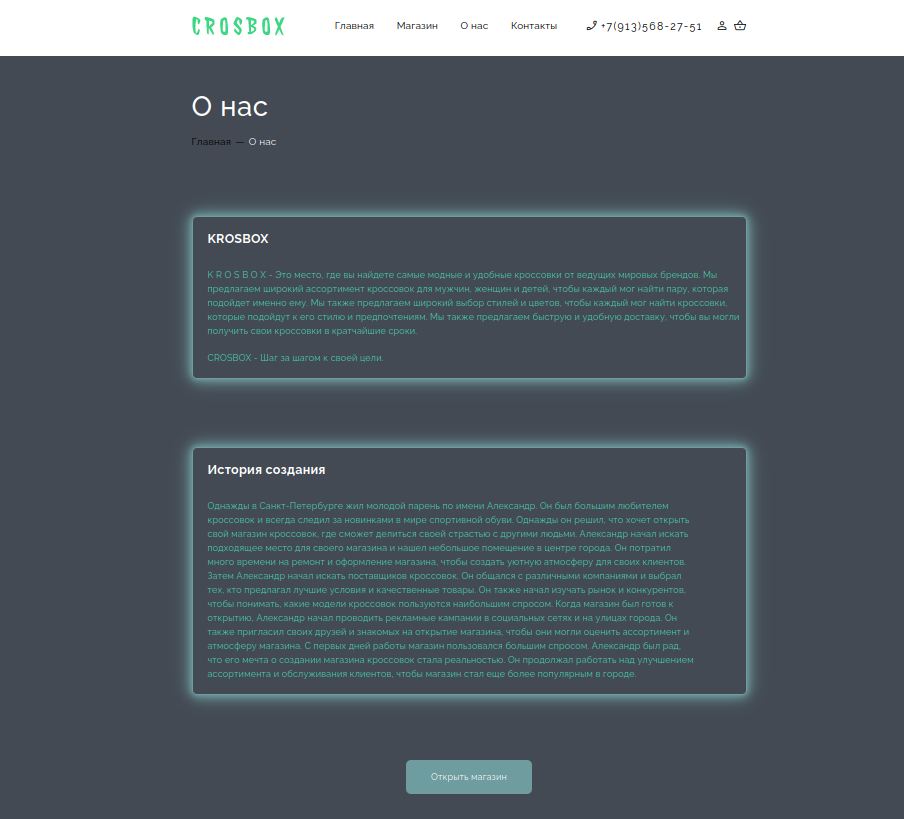 CROSBOX
Главная
Магазин
О нас
Контакты
+7(913)568-27-51
О нас
Главная — О нас
KROSBOX
K R O S B O X - Это место, где вы найдете самые модные и удобные кроссовки от ведущих мировых брендов. Мы
предлагаем широкий ассортимент кроссовок для мужчин, женщин и детей, чтобы каждый мог найти пару, которая
подойдет именно ему. Мы также предлагаем широкий выбор стилей и цветов, чтобы каждый мог найти кроссовки,
которые подойдут к его стилю и предпочтениям. Мы также предлагаем быструю и удобную доставку, чтобы вы могли
получить свои кроссовки в кратчайшие сроки.
CROSBOX - Шаг за шагом к своей цели.
История создания
Однажды в Санкт-Петербурге жил молодой парень по имени Александр. Он был большим любителем
кроссовок и всегда следил за новинками в мире спортивной обуви. Однажды он решил, что хочет открыть
свой магазин кроссовок, где сможет делиться своей страстью с другими людьми. Александр начал искать
подходящее место для своего магазина и нашел небольшое помещение в центре города. Он потратил
много времени на ремонт и оформление магазина, чтобы создать уютную атмосферу для своих клиентов.
Затем Александр начал искать поставщиков кроссовок. Он общался с различными компаниями и выбрал
тех, кто предлагал лучшие условия и качественные товары. Он также начал изучать рынок и конкурентов,
чтобы понимать, какие модели кроссовок пользуются наибольшим спросом. Когда магазин был готов к
открытию, Александр начал проводить рекламные кампании в социальных сетях и на улицах города. Он
также пригласил своих друзей и знакомых на открытие магазина, чтобы они могли оценить ассортимент и
атмосферу магазина. С первых дней работы магазин пользовался большим спросом. Александр был рад,
что его мечта о создании магазина кроссовок стала реальностью. Он продолжал работать над улучшением
ассортимента и обслуживания клиентов, чтобы магазин стал еще более популярным в городе.
Открыть магазин